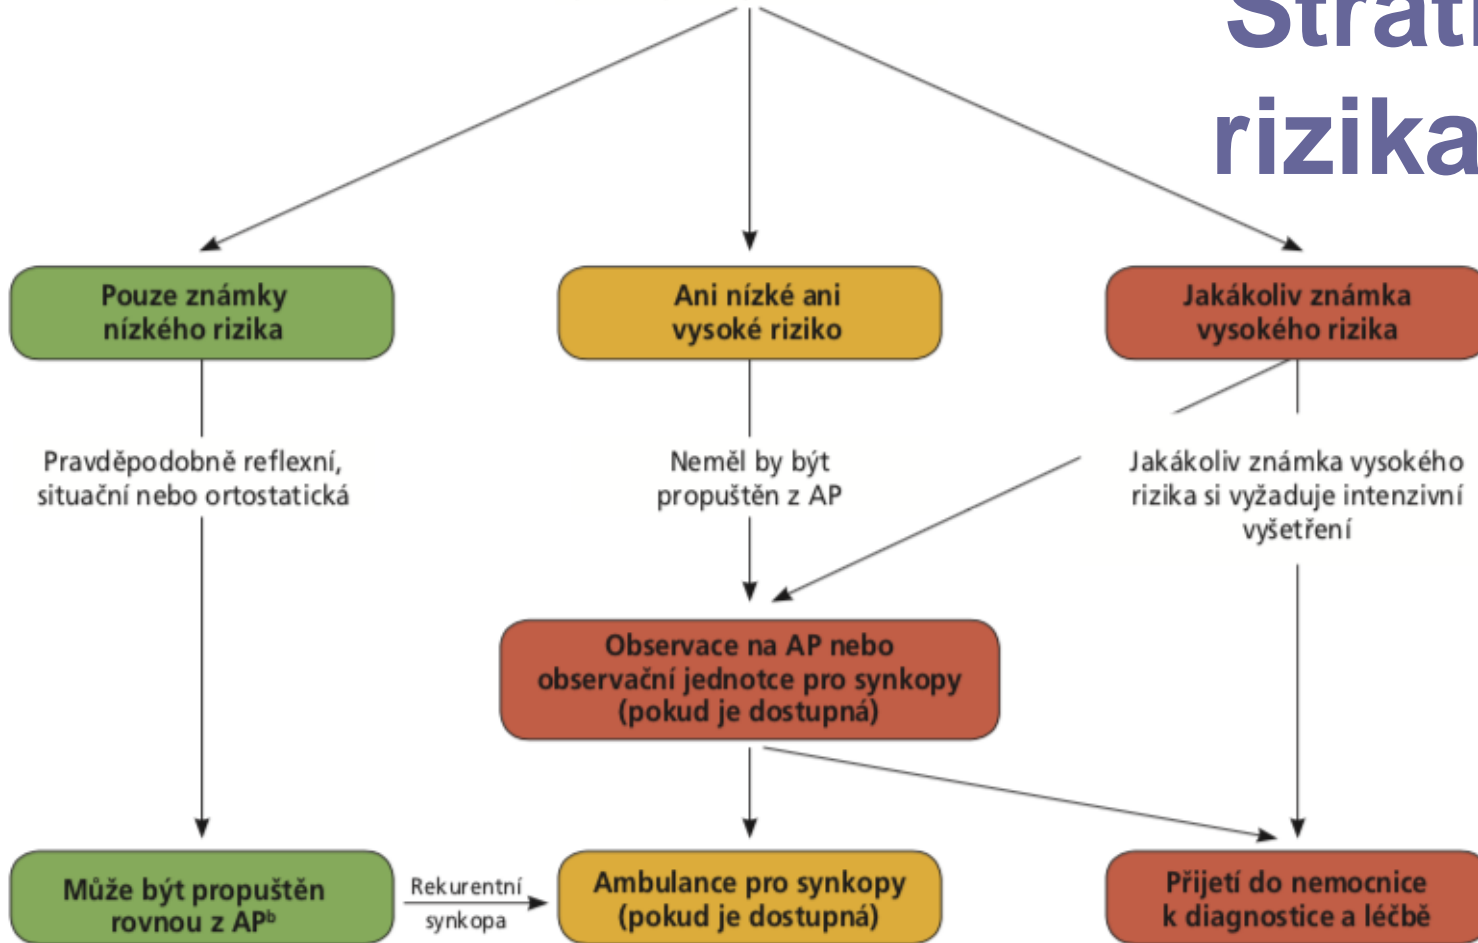 Strati
rizika
Pouze známky
nízkého rizika
Ani nízké ani
vysoké riziko
Jakákoliv známka
vysokého rizika
Pravděpodobně reflexní,
situační nebo ortostatická
Neměl by být
propuštěn z AP
Jakákoliv známka vysokého
rizika si vyžaduje intenzivní
vyšetření
Observace na AP nebo
observační jednotce pro synkopy
(pokud je dostupná)
Může být propuštěn
rovnou z APᵇ
Rekurentní
synkopa
Ambulance pro synkopy
(pokud je dostupná)
Přijetí do nemocnice
k diagnostice a léčbě